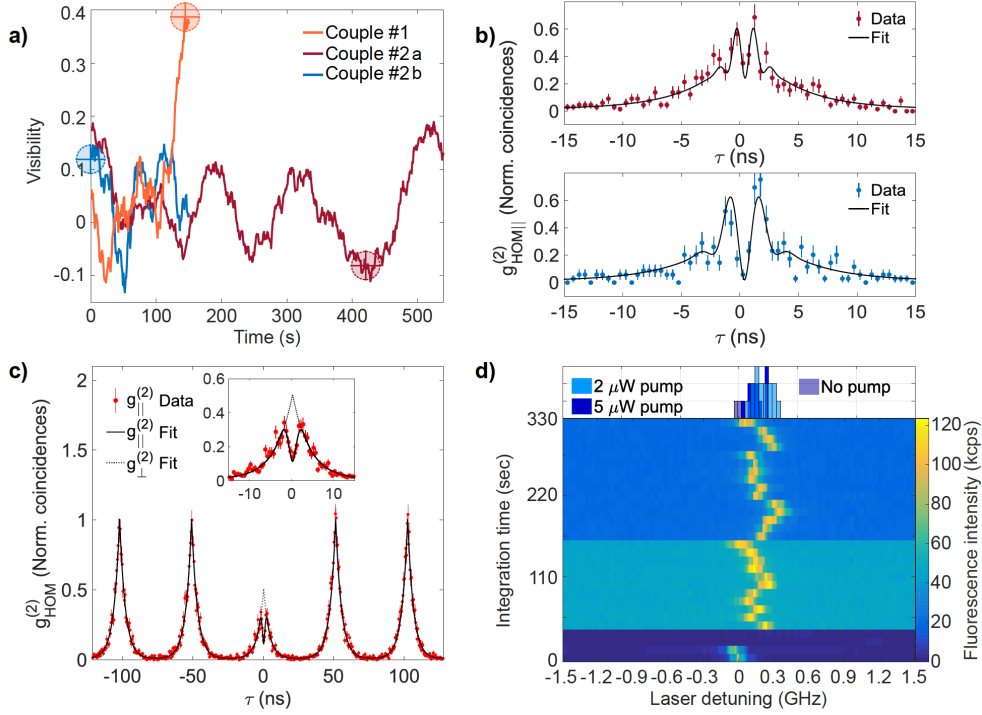 a)
Visibility
0.4
0.3
0.2
0.1
0
-0.1
Couple #1
Couple #2a
Couple #2b
0 100 200 300 400 500
Time (s)
b)
g(2)HOM|| (Norm. coincidences)
0.6
0.4
0.2
0
Data
Fit
-15 -10 -5 0 5 10 15
τ (ns)
0.6
0.4
0.2
0
Data
Fit
-15 -10 -5 0 5 10 15
τ (ns)
c)
g(2)HOM (Norm. coincidences)
2
1.5
1
0.5
0
g(2)|| Data
g(2)|| Fit
g(2)⊥ Fit
0.6
0.4
0.2
0
-10 0 10
-100 -50 0 50 100
τ (ns)
d)
2 μW pump
5 μW pump
No pump
Integration time (sec)
330
220
110
0
-1.5 -1.2 -0.9 -0.6 -0.3 0 0.3 0.6 0.9 1.2 1.5
Laser detuning (GHz)
120
100
80
60
40
20
0
Fluorescence intensity (kcps)